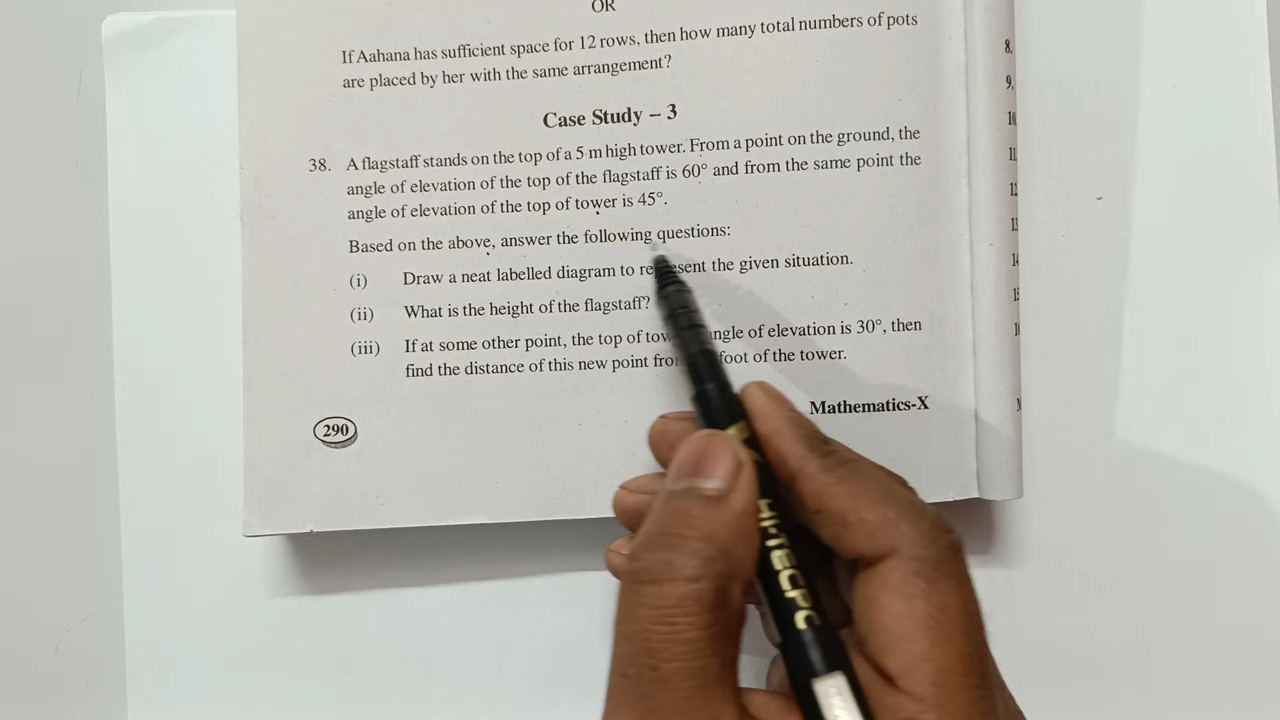 OR
If Aahana has sufficient space for 12 rows, then how many total numbers of pots
are placed by her with the same arrangement?
Case Study – 3
38. A flagstaff stands on the top of a 5 m high tower. From a point on the ground, the
angle of elevation of the top of the flagstaff is 60° and from the same point the
angle of elevation of the top of tower is 45°.
Based on the above, answer the following questions:
(i) Draw a neat labelled diagram to represent the given situation.
(ii) What is the height of the flagstaff?
(iii) If at some other point, the top of angle of elevation is 30°, then
find the distance of this new point foot of the tower.
290
Mathematics-X
8.
9.
HI-TECPC